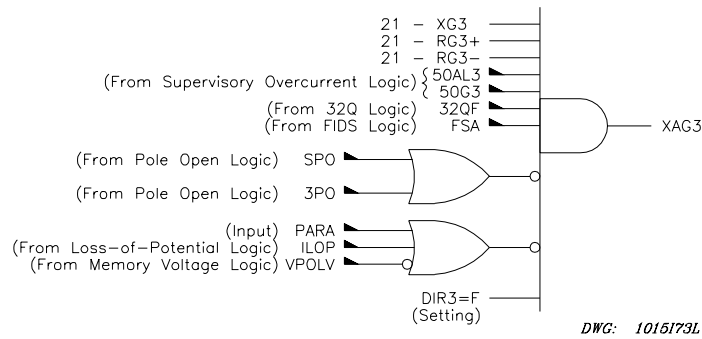 21 - XG3
21 - RG3+
21 - RG3-
(From Supervisory Overcurrent Logic) { 50AL3
50G3
(From 32Q Logic) 32QF
(From FIDS Logic) FSA
XAG3
(From Pole Open Logic) SPO
(From Pole Open Logic) 3PO
(Input) PARA
(From Loss-of-Potential Logic) ILOP
(From Memory Voltage Logic) VPOLV
DIR3=F
(Setting)
DWG: 1015I73L